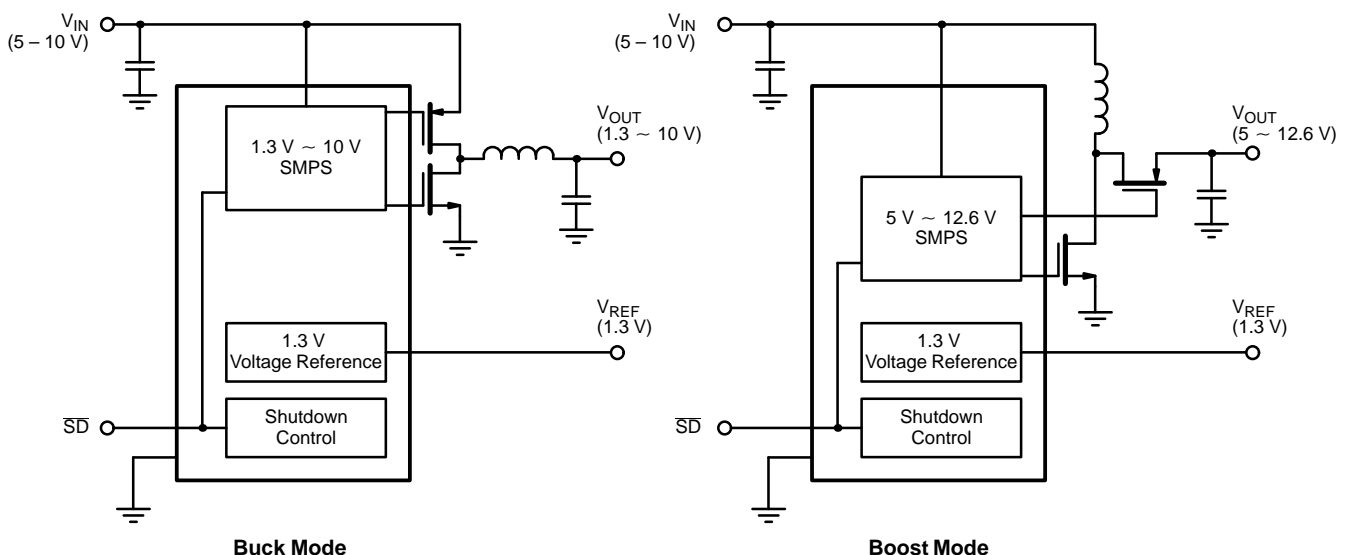 VIN
(5 – 10 V)
1.3 V ∼ 10 V
SMPS
VOUT
(1.3 ∼ 10 V)
1.3 V
Voltage Reference
VREF
(1.3 V)
SD
Shutdown
Control
Buck Mode
VIN
(5 – 10 V)
VOUT
(5 ∼ 12.6 V)
5 V ∼ 12.6 V
SMPS
1.3 V
Voltage Reference
VREF
(1.3 V)
SD
Shutdown
Control
Boost Mode